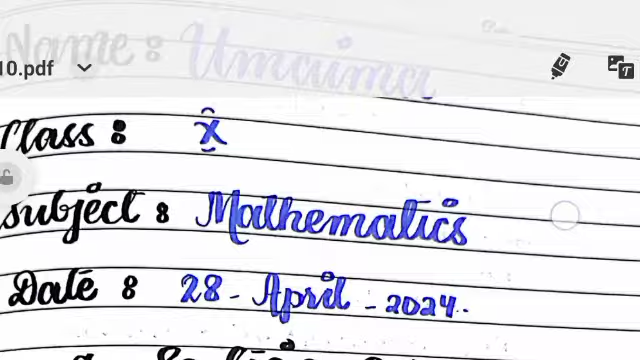 Name : Umaima
10.pdf
Class : X
Subject : Mathematics
Date : 28 - April - 2024.